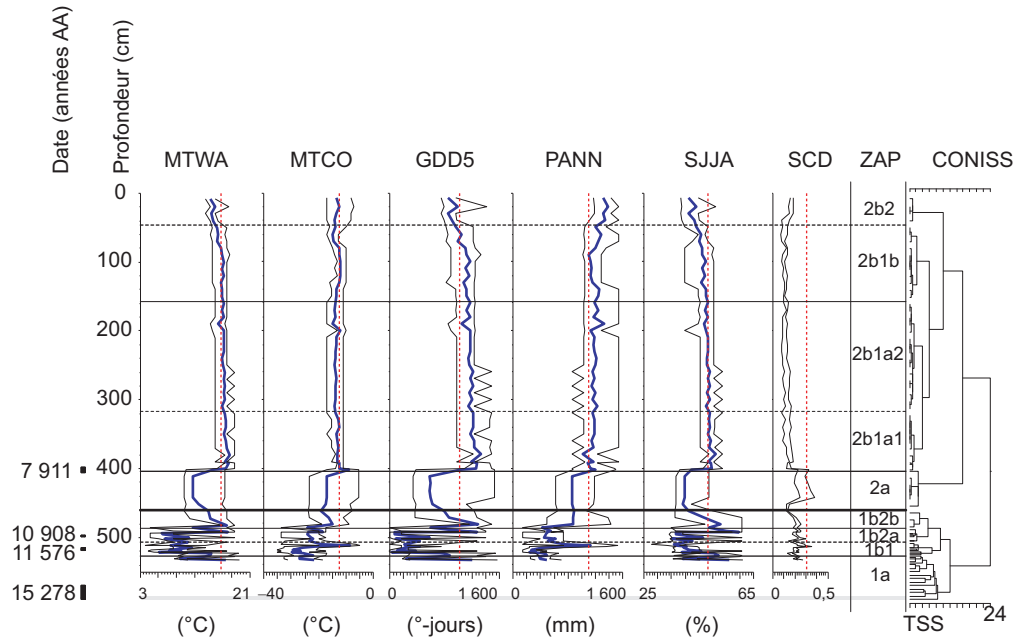 Date (années AA)
Profondeur (cm)
MTWA MTCO GDD5 PANN SJJA SCD ZAP CONISS
0
100
200
300
400
500
7 911
10 908
11 576
15 278
2b2
2b1b
2b1a2
2b1a1
2a
1b2b
1b2a
1b1
1a
3 21 −40 0 0 1 600 0 1 600 25 65 0 0,5 TSS 24
(°C) (°C) (°-jours) (mm) (%)